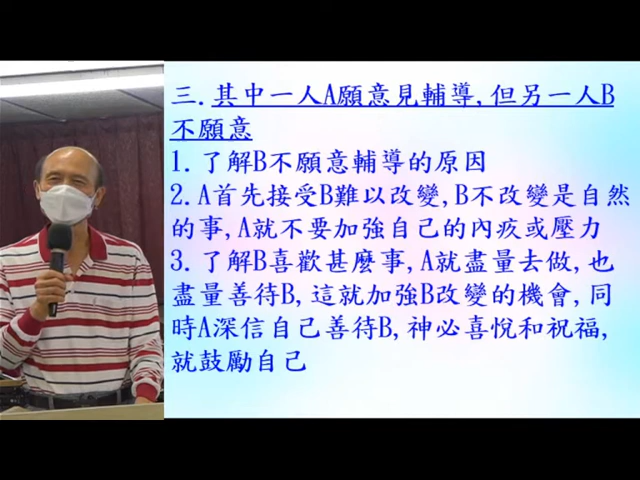 三.其中一人A願意見輔導,但另一人B
不願意
1.了解B不願意輔導的原因
2.A首先接受B難以改變,B不改變是自然
的事,A就不要加強自己的內疚或壓力
3.了解B喜歡甚麼事,A就盡量去做,也
盡量善待B,這就加強B改變的機會,同
時A深信自己善待B,神必喜悅和祝福,
就鼓勵自己